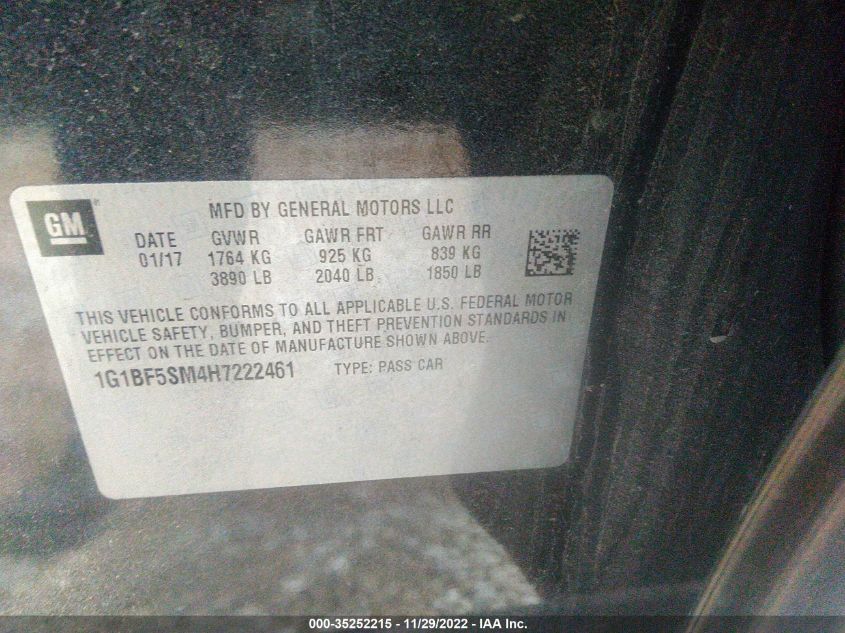 GM®
MFD BY GENERAL MOTORS LLC
DATE GVWR GAWR FRT GAWR RR
01/17 1764 KG 925 KG 839 KG
3890 LB 2040 LB 1850 LB
THIS VEHICLE CONFORMS TO ALL APPLICABLE U.S. FEDERAL MOTOR
VEHICLE SAFETY, BUMPER, AND THEFT PREVENTION STANDARDS IN
EFFECT ON THE DATE OF MANUFACTURE SHOWN ABOVE.
1G1BF5SM4H7222461 TYPE: PASS CAR
000-35252215 - 11/29/2022 - IAA Inc.